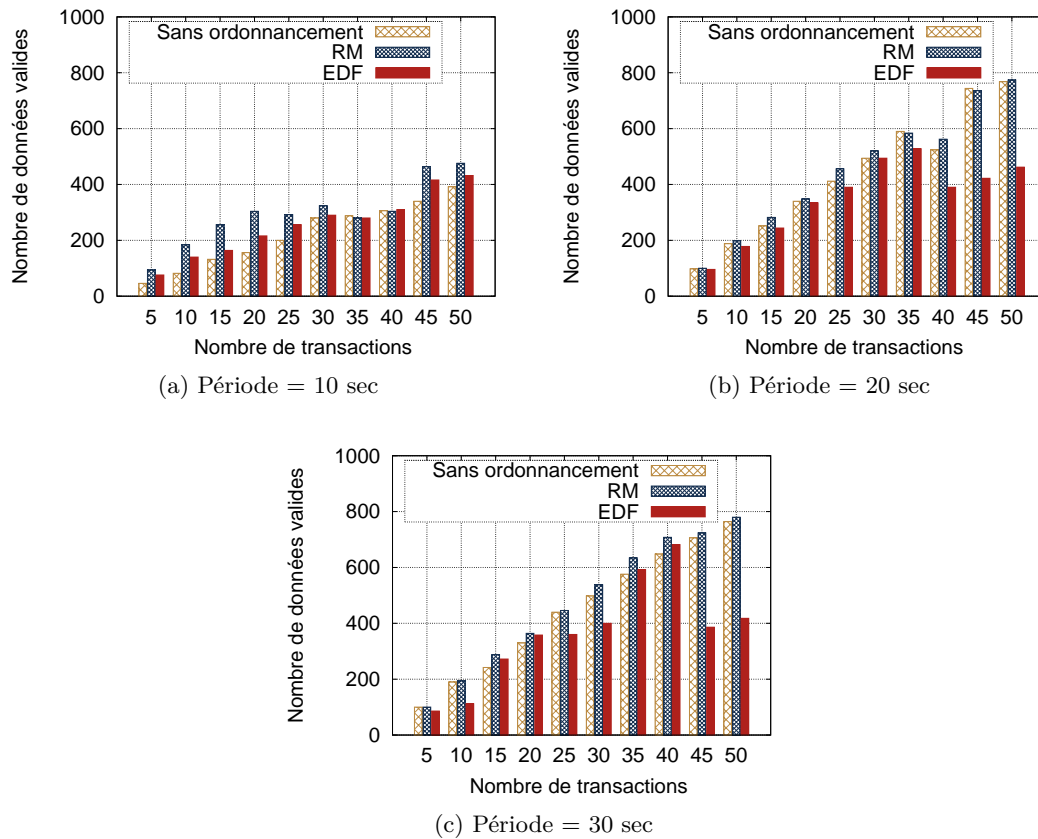 1000
Sans ordonnancement
RM
EDF
800
600
400
200
0
Nombre de données valides
5 10 15 20 25 30 35 40 45 50
Nombre de transactions
(a) Période = 10 sec
1000
Sans ordonnancement
RM
EDF
800
600
400
200
0
Nombre de données valides
5 10 15 20 25 30 35 40 45 50
Nombre de transactions
(b) Période = 20 sec
1000
Sans ordonnancement
RM
EDF
800
600
400
200
0
Nombre de données valides
5 10 15 20 25 30 35 40 45 50
Nombre de transactions
(c) Période = 30 sec